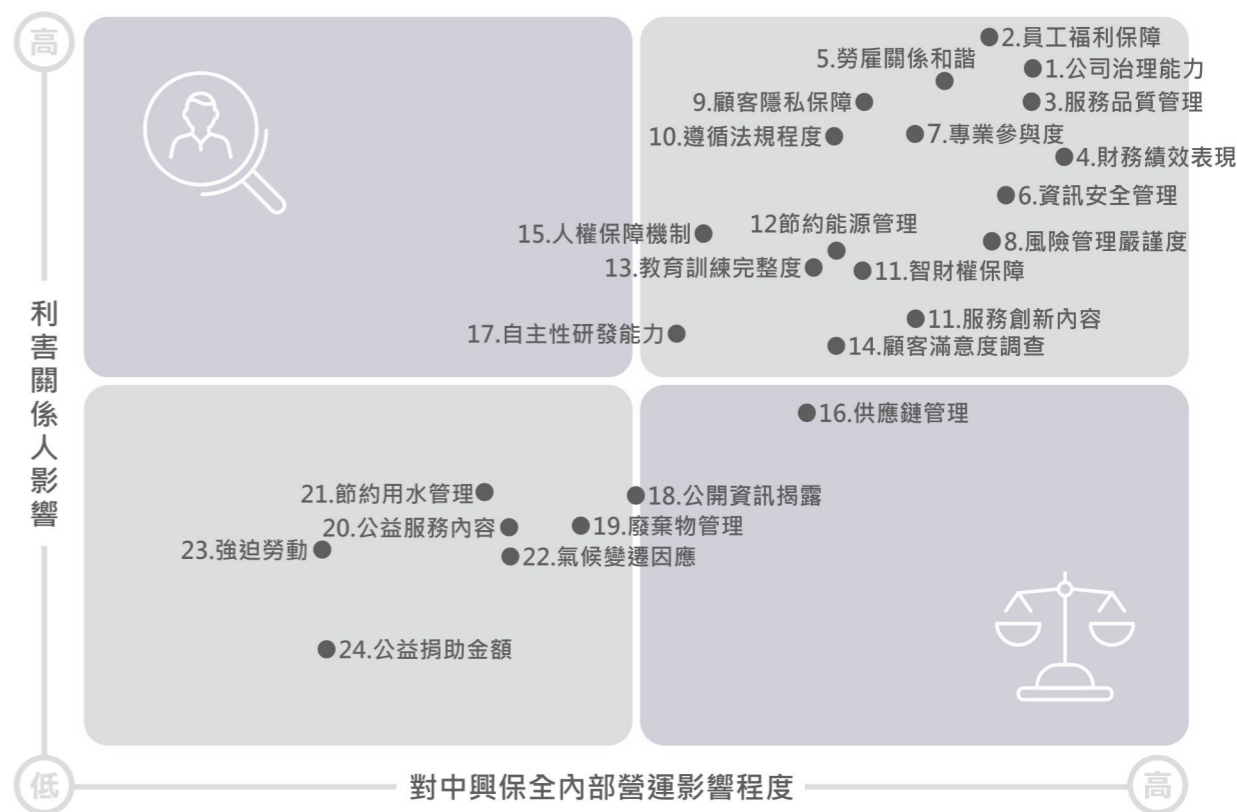 高
2.員工福利保障
5.勞雇關係和諧
1.公司治理能力
9.顧客隱私保障
3.服務品質管理
10.遵循法規程度
7.專業參與度
4.財務績效表現
6.資訊安全管理
12節約能源管理
15.人權保障機制
8.風險管理嚴謹度
13.教育訓練完整度
11.智財權保障
11.服務創新內容
17.自主性研發能力
14.顧客滿意度調查
利害關係人影響
16.供應鏈管理
21.節約用水管理
18.公開資訊揭露
20.公益服務內容
19.廢棄物管理
23.強迫勞動
22.氣候變遷因應
24.公益捐助金額
低
對中興保全內部營運影響程度
高